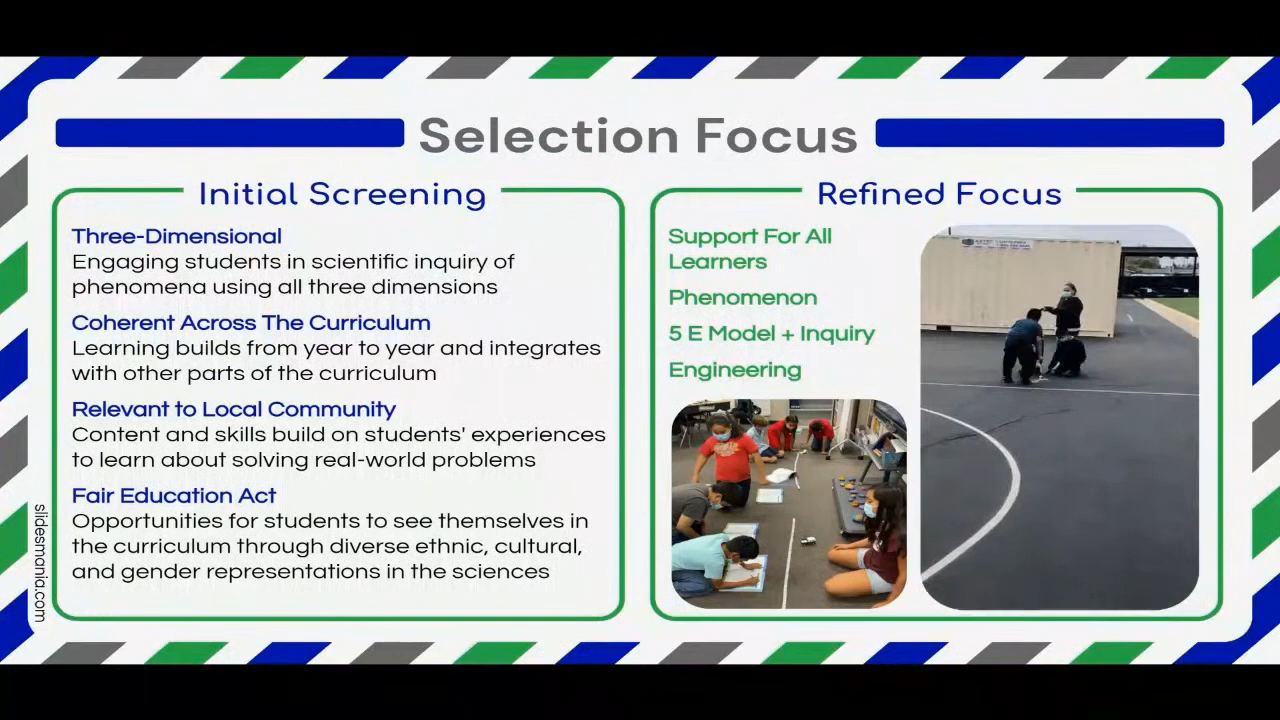 Selection Focus
Initial Screening
Three-Dimensional
Engaging students in scientific inquiry of
phenomena using all three dimensions
Coherent Across The Curriculum
Learning builds from year to year and integrates
with other parts of the curriculum
Relevant to Local Community
Content and skills build on students' experiences
to learn about solving real-world problems
Fair Education Act
Opportunities for students to see themselves in
the curriculum through diverse ethnic, cultural,
and gender representations in the sciences
Refined Focus
Support For All
Learners
Phenomenon
5 E Model + Inquiry
Engineering
slidesmania.com